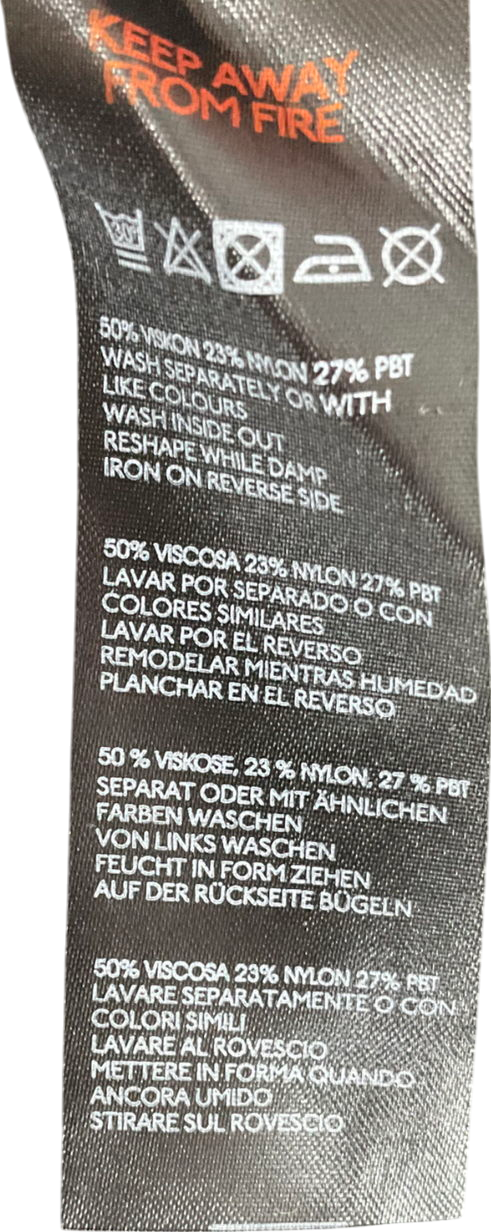 KEEP AWAY
FROM FIRE
30°
50% VISKON 23% NYLON 27% PBT
WASH SEPARATELY OR WITH
LIKE COLOURS
WASH INSIDE OUT
RESHAPE WHILE DAMP
IRON ON REVERSE SIDE
50% VISCOSA 23% NYLON 27% PBT
LAVAR POR SEPARADO O CON
COLORES SIMILARES
LAVAR POR EL REVERSO
REMODELAR MIENTRAS HUMEDAD
PLANCHAR EN EL REVERSO
50 % VISKOSE, 23 % NYLON, 27 % PBT
SEPARAT ODER MIT ÄHNLICHEN
FARBEN WASCHEN
VON LINKS WASCHEN
FEUCHT IN FORM ZIEHEN
AUF DER RÜCKSEITE BÜGELN
50% VISCOSA 23% NYLON 27% PBT
LAVARE SEPARATAMENTE O CON
COLORI SIMILI
LAVARE AL ROVESCIO
METTERE IN FORMA QUANDO
ANCORA UMIDO
STIRARE SUL ROVESCIO